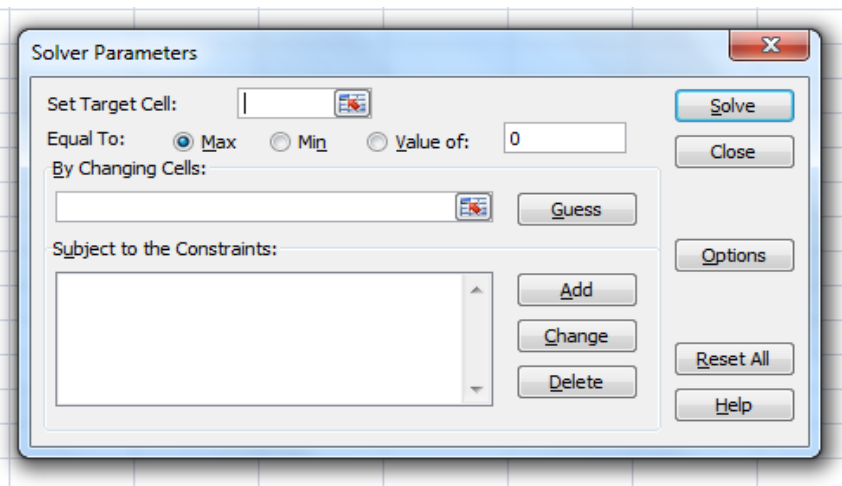 Solver Parameters
Set Target Cell:
Solve
Equal To: Max Min Value of: 0
Close
By Changing Cells:
Guess
Subject to the Constraints:
Options
Add
Change
Reset All
Delete
Help